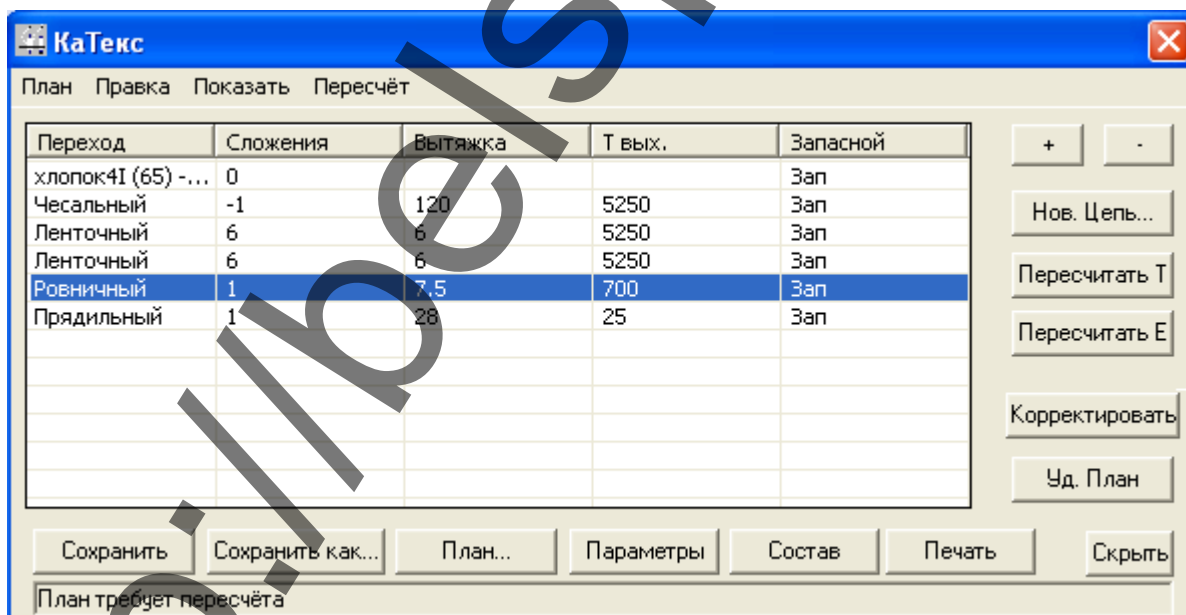 КаТекс
План Правка Показать Пересчёт
Переход Сложения Вытяжка Т вых. Запасной
хлопок4I (65) -... 0 Зап
Чесальный -1 120 5250 Зап
Ленточный 6 6 5250 Зап
Ленточный 6 6 5250 Зап
Ровничный 1 7.5 700 Зап
Прядильный 1 28 25 Зап
+ -
Нов. Цепь...
Пересчитать Т
Пересчитать Е
Корректировать
Уд. План
Сохранить Сохранить как... План... Параметры Состав Печать Скрыть
План требует пересчёта